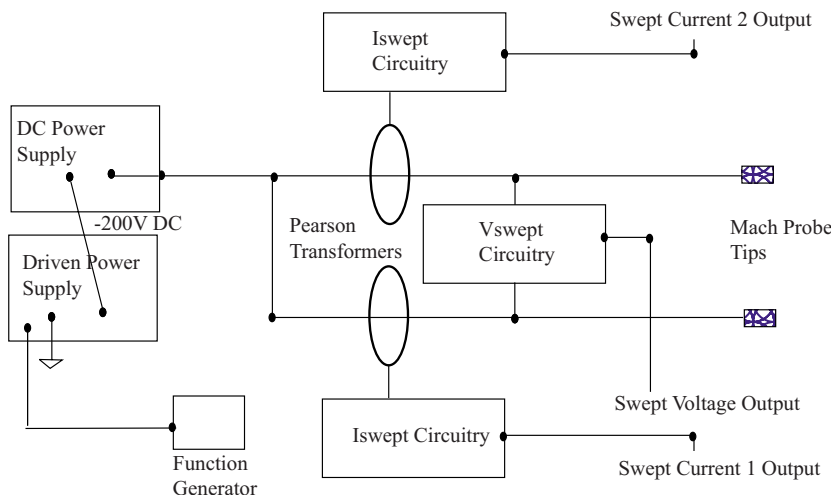 Swept Current 2 Output
Iswept
Circuitry
DC Power
Supply
-200V DC
Pearson
Transformers
Vswept
Circuitry
Mach Probe
Tips
Driven Power
Supply
Swept Voltage Output
Iswept Circuitry
Function
Generator
Swept Current 1 Output